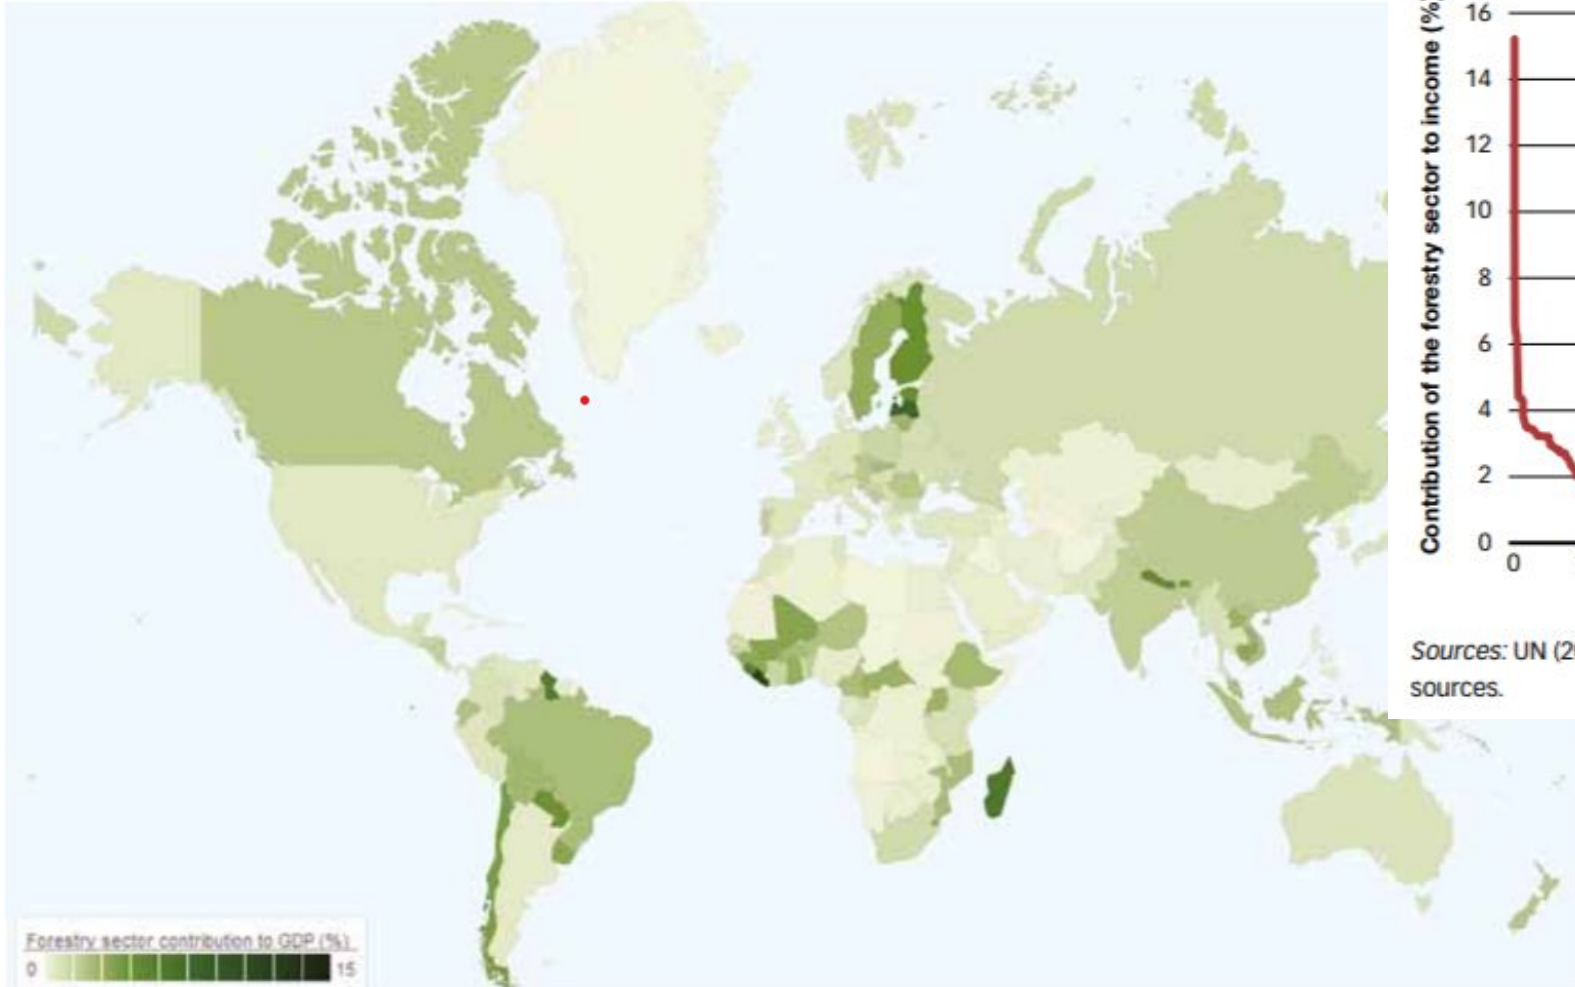 Forestry sector contribution to GDP (%)
0 15
Contribution of the forestry sector to income (%)
16
14
12
10
8
6
4
2
0
0
Sources: UN (20
sources.